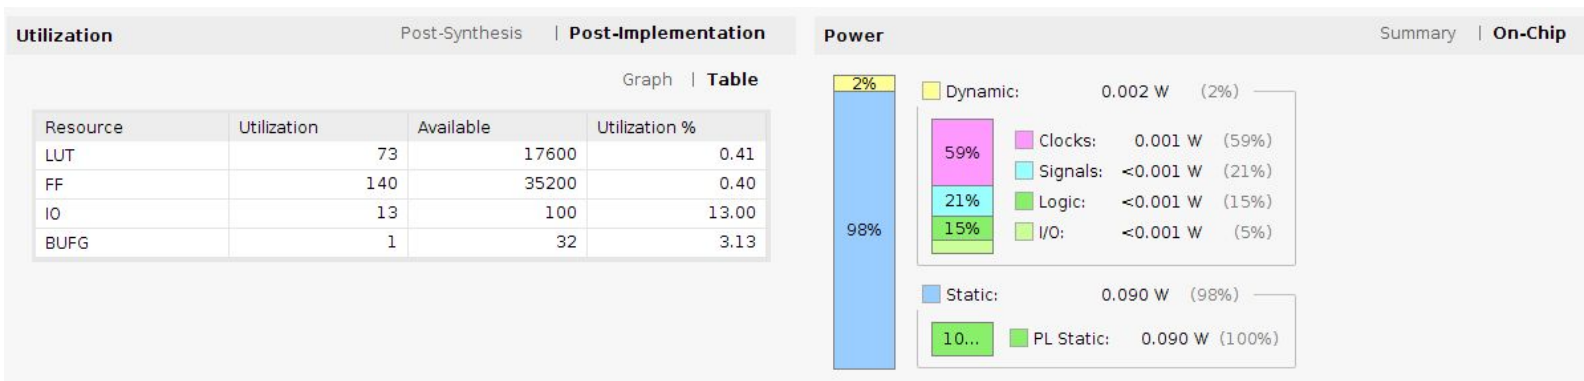 Utilization Post-Synthesis | Post-Implementation
Graph | Table
Resource Utilization Available Utilization %
LUT 73 17600 0.41
FF 140 35200 0.40
IO 13 100 13.00
BUFG 1 32 3.13
Power Summary | On-Chip
2%
98%
Dynamic: 0.002 W (2%)
59%
21%
15%
Clocks: 0.001 W (59%)
Signals: <0.001 W (21%)
Logic: <0.001 W (15%)
I/O: <0.001 W (5%)
Static: 0.090 W (98%)
10... PL Static: 0.090 W (100%)